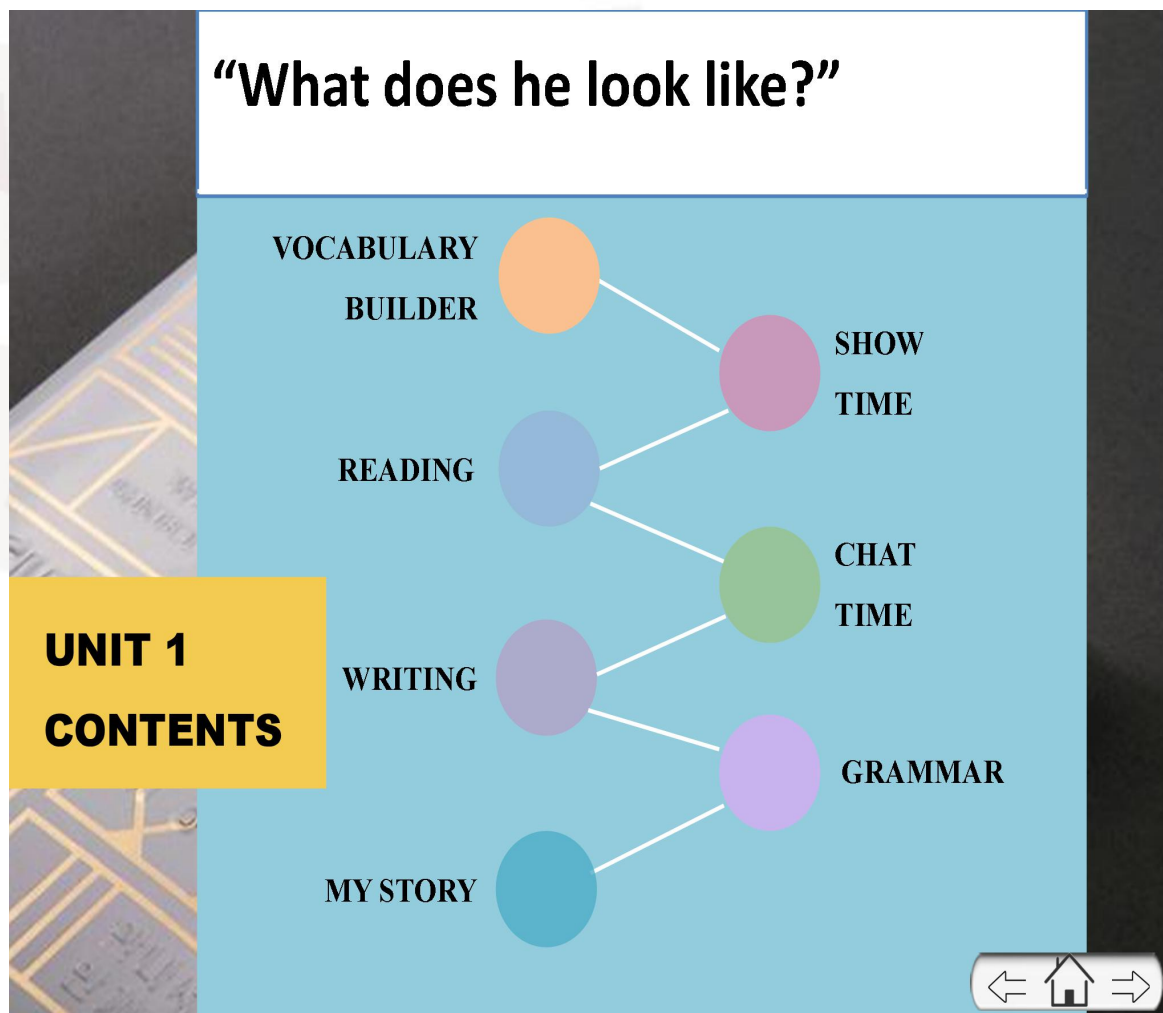 “What does he look like?”
VOCABULARY
BUILDER
SHOW
TIME
READING
CHAT
TIME
UNIT 1
CONTENTS
WRITING
GRAMMAR
MY STORY